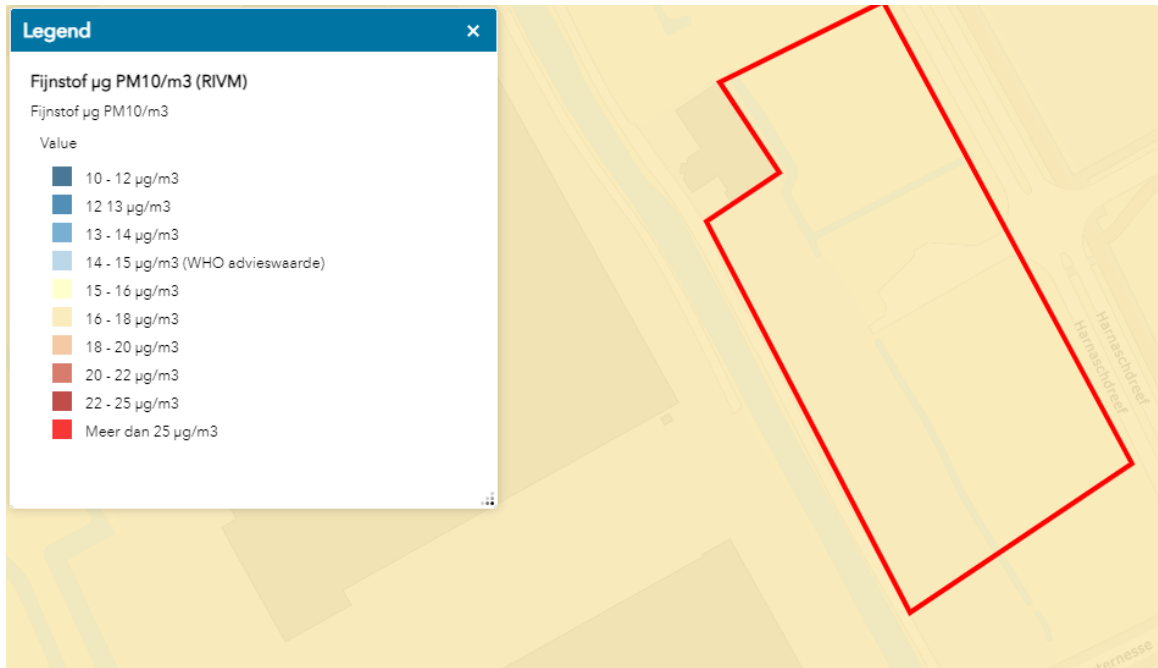 Legend
Fijnstof µg PM10/m3 (RIVM)
Fijnstof µg PM10/m3
Value
10 - 12 µg/m3
12 13 µg/m3
13 - 14 µg/m3
14 - 15 µg/m3 (WHO advieswaarde)
15 - 16 µg/m3
16 - 18 µg/m3
18 - 20 µg/m3
20 - 22 µg/m3
22 - 25 µg/m3
Meer dan 25 µg/m3
Harnaschdreef
Harnaschdreef